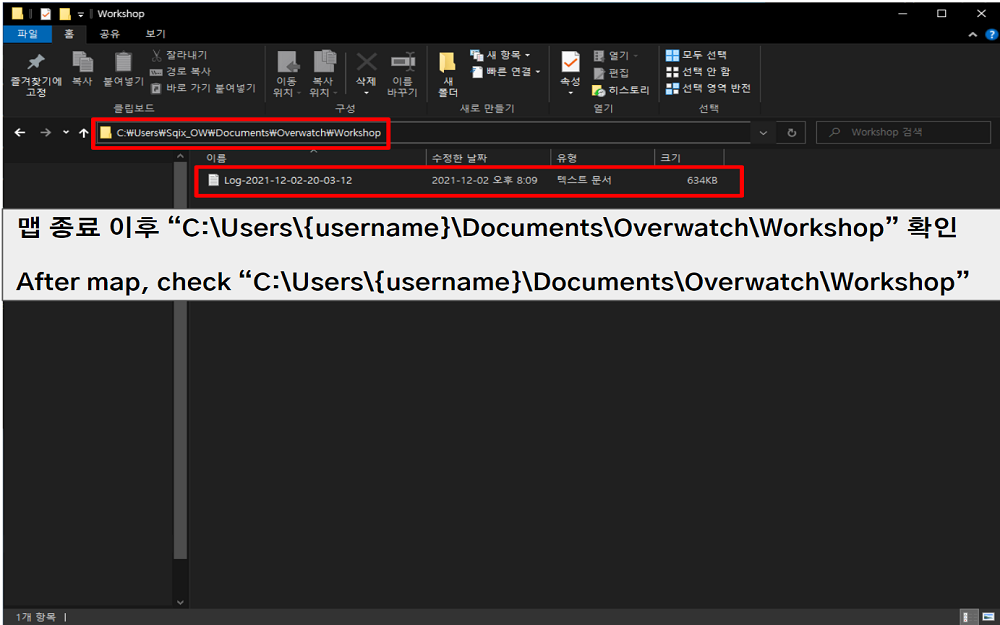 Workshop
파일 홈 공유 보기
즐겨찾기에 고정
복사
붙여넣기
잘라내기
경로 복사
바로 가기 붙여넣기
클립보드
이동 위치
복사 위치
삭제
이름 바꾸기
구성
새 폴더
새 항목
빠른 연결
새로 만들기
속성
열기
편집
히스토리
열기
모두 선택
선택 안 함
선택 영역 반전
선택
C:₩Users₩Sqix_OW₩Documents₩Overwatch₩Workshop
Workshop 검색
이름 수정한 날짜 유형 크기
Log-2021-12-02-20-03-12 2021-12-02 오후 8:09 텍스트 문서 634KB
맵 종료 이후 “C:\Users\{username}\Documents\Overwatch\Workshop” 확인
After map, check “C:\Users\{username}\Documents\Overwatch\Workshop”
1개 항목